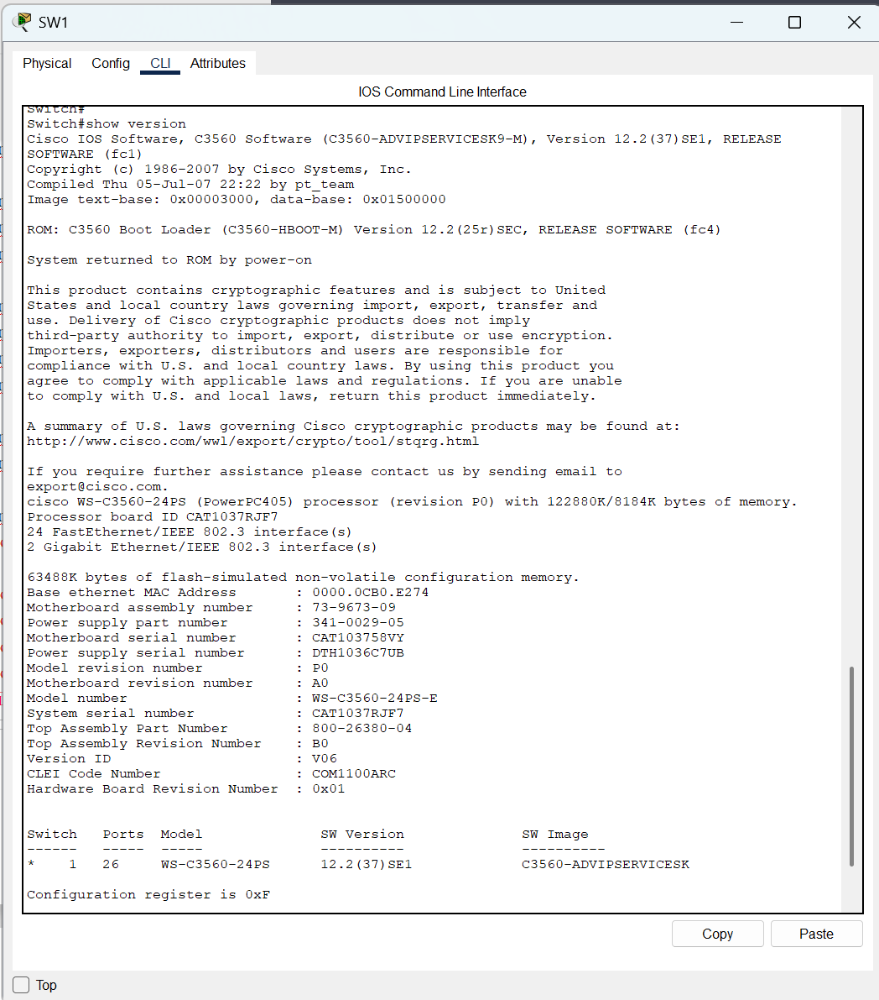 SW1
Physical Config CLI Attributes
IOS Command Line Interface
Switch#
Switch#show version
Cisco IOS Software, C3560 Software (C3560-ADVIPSERVICESK9-M), Version 12.2(37)SE1, RELEASE
SOFTWARE (fc1)
Copyright (c) 1986-2007 by Cisco Systems, Inc.
Compiled Thu 05-Jul-07 22:22 by pt_team
Image text-base: 0x00003000, data-base: 0x01500000
ROM: C3560 Boot Loader (C3560-HBOOT-M) Version 12.2(25r)SEC, RELEASE SOFTWARE (fc4)
System returned to ROM by power-on
This product contains cryptographic features and is subject to United
States and local country laws governing import, export, transfer and
use. Delivery of Cisco cryptographic products does not imply
third-party authority to import, export, distribute or use encryption.
Importers, exporters, distributors and users are responsible for
compliance with U.S. and local country laws. By using this product you
agree to comply with applicable laws and regulations. If you are unable
to comply with U.S. and local laws, return this product immediately.
A summary of U.S. laws governing Cisco cryptographic products may be found at:
http://www.cisco.com/wwl/export/crypto/tool/stqrg.html
If you require further assistance please contact us by sending email to
export@cisco.com.
cisco WS-C3560-24PS (PowerPC405) processor (revision P0) with 122880K/8184K bytes of memory.
Processor board ID CAT1037RJF7
24 FastEthernet/IEEE 802.3 interface(s)
2 Gigabit Ethernet/IEEE 802.3 interface(s)
63488K bytes of flash-simulated non-volatile configuration memory.
Base ethernet MAC Address : 0000.0CB0.E274
Motherboard assembly number : 73-9673-09
Power supply part number : 341-0029-05
Motherboard serial number : CAT103758VY
Power supply serial number : DTH1036C7UB
Model revision number : P0
Motherboard revision number : A0
Model number : WS-C3560-24PS-E
System serial number : CAT1037RJF7
Top Assembly Part Number : 800-26380-04
Top Assembly Revision Number : B0
Version ID : V06
CLEI Code Number : COM1100ARC
Hardware Board Revision Number : 0x01
Switch Ports Model SW Version SW Image
------ ----- ----- ---------- ----------
* 1 26 WS-C3560-24PS 12.2(37)SE1 C3560-ADVIPSERVICESK
Configuration register is 0xF
Copy Paste
Top